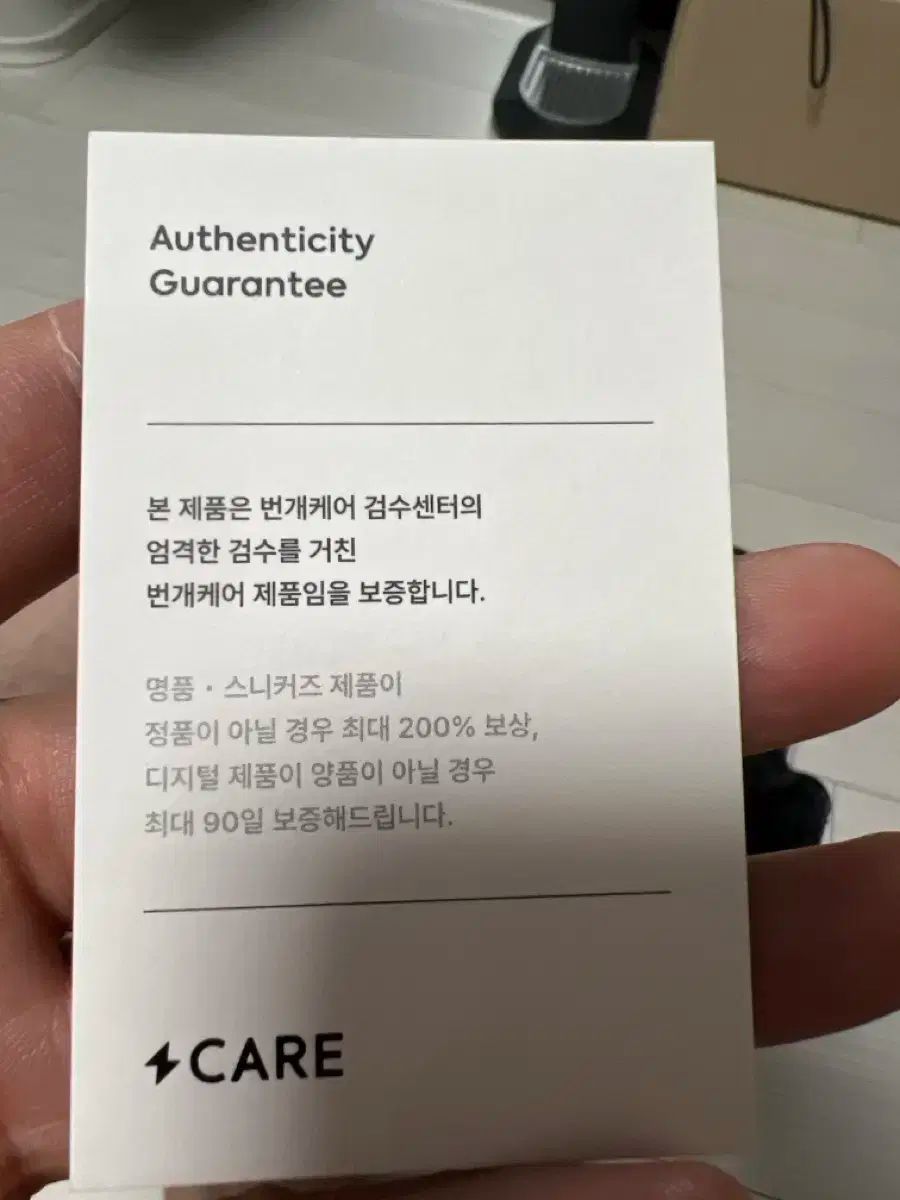 Authenticity
Guarantee
본 제품은 번개케어 검수센터의
엄격한 검수를 거친
번개케어 제품임을 보증합니다.
명품 · 스니커즈 제품이
정품이 아닐 경우 최대 200% 보상,
디지털 제품이 양품이 아닐 경우
최대 90일 보증해드립니다.
CARE